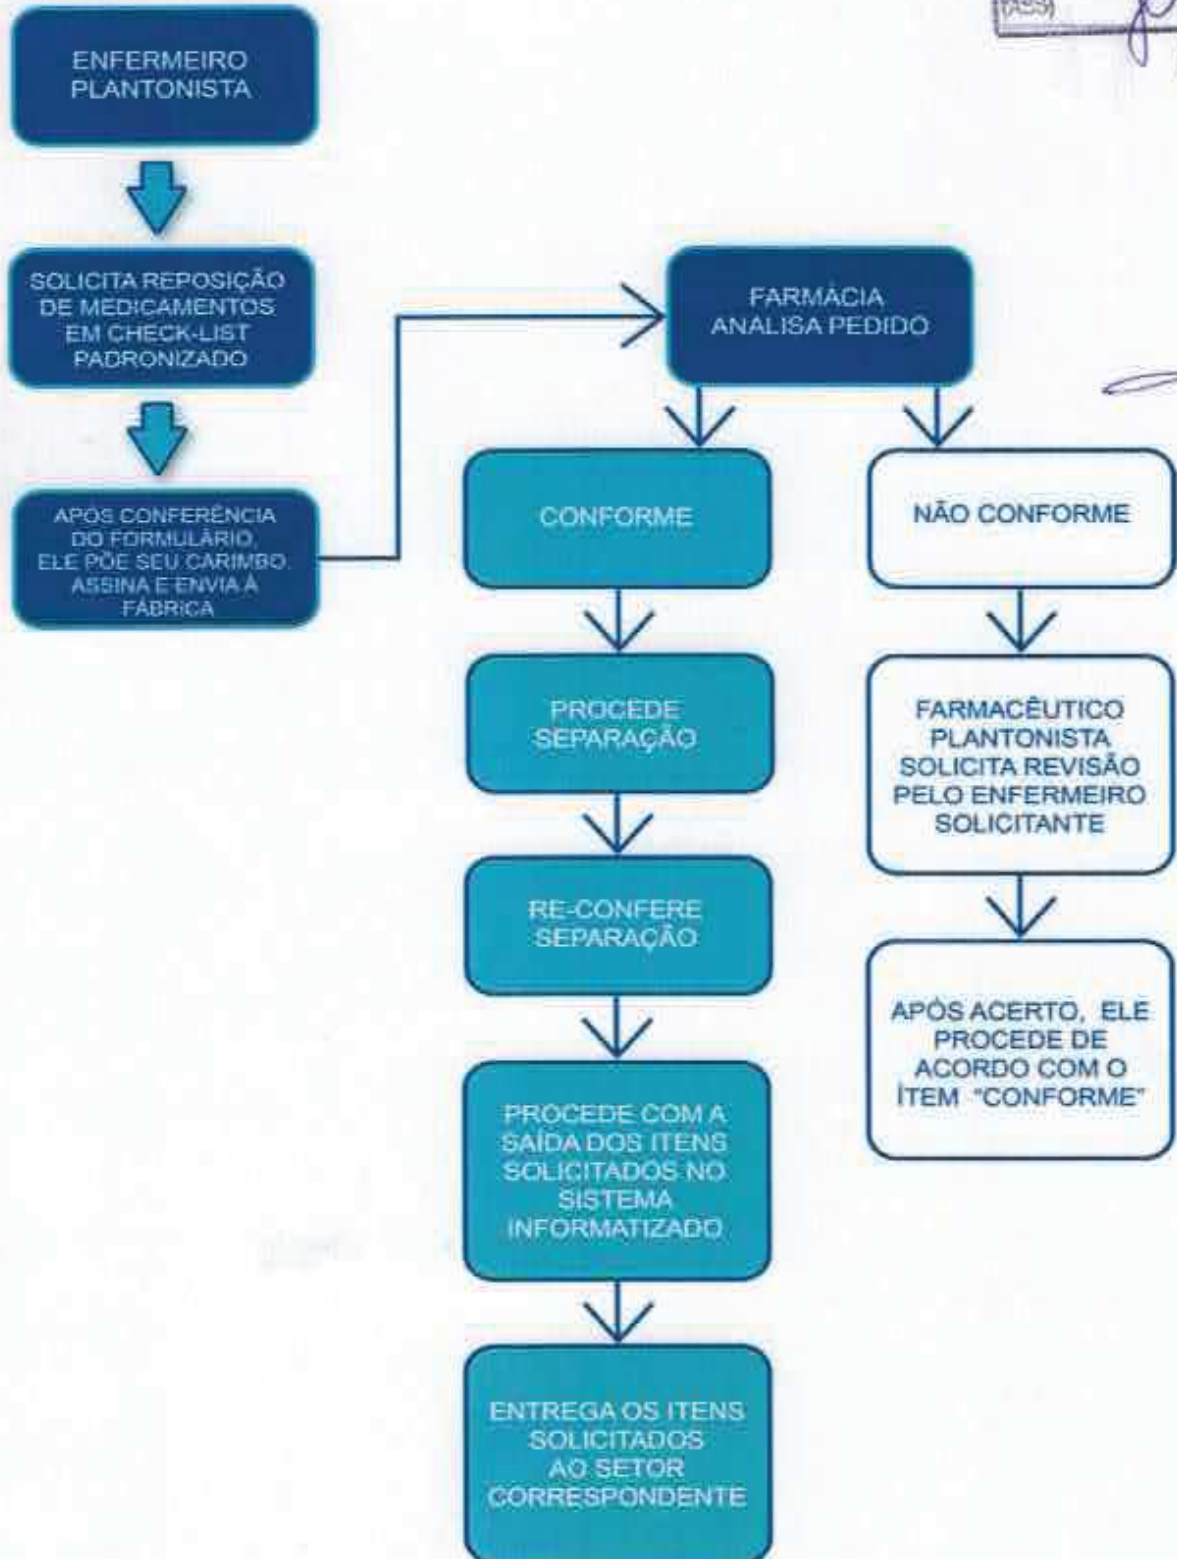 (ASS)
ENFERMEIRO
PLANTONISTA
SOLICITA REPOSIÇÃO
DE MEDICAMENTOS
EM CHECK-LIST
PADRONIZADO
APÓS CONFERÊNCIA
DO FORMULÁRIO,
ELE PÕE SEU CARIMBO
ASSINA E ENVIA À
FÁBRICA
FARMÁCIA
ANALISA PEDIDO
CONFORME
PROCEDE
SEPARAÇÃO
RE-CONFERE
SEPARAÇÃO
PROCEDE COM A
SAÍDA DOS ITENS
SOLICITADOS NO
SISTEMA
INFORMATIZADO
ENTREGA OS ITENS
SOLICITADOS
AO SETOR
CORRESPONDENTE
NÃO CONFORME
FARMACÊUTICO
PLANTONISTA
SOLICITA REVISÃO
PELO ENFERMEIRO
SOLICITANTE
APÓS ACERTO, ELE
PROCEDE DE
ACORDO COM O
ÍTEM "CONFORME"